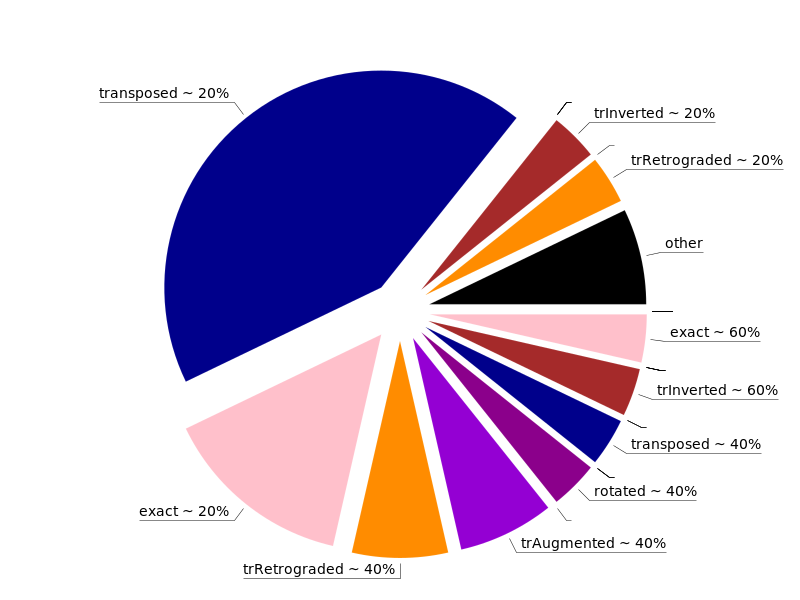 transposed ~ 20%
trInverted ~ 20%
trRetrograded ~ 20%
other
exact ~ 60%
trInverted ~ 60%
transposed ~ 40%
rotated ~ 40%
exact ~ 20%
trAugmented ~ 40%
trRetrograded ~ 40%